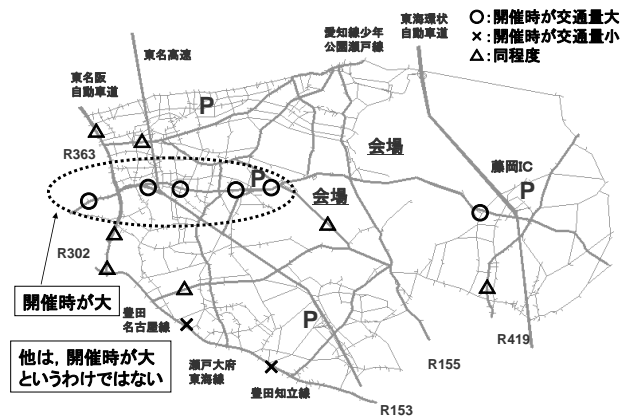 ○:開催時が交通量大
×:開催時が交通量小
△:同程度
東海環状
自動車道
愛知線少年
公園瀬戸線
東名高速
東名阪
自動車道
P
会場
R363
藤岡IC
P
P
会場
R302
開催時が大
豊田
名古屋線
P
他は,開催時が大
というわけではない
瀬戸大府
東海線
豊田知立線
R155
R419
R153